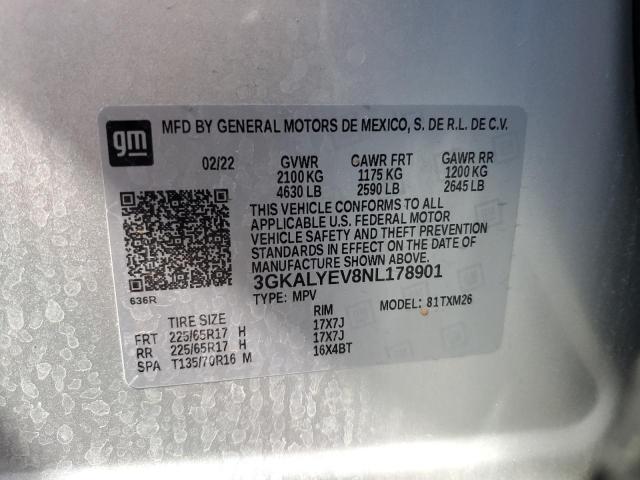 gm
MFD BY GENERAL MOTORS DE MEXICO, S. DE R.L. DE C.V.
02/22 GVWR GAWR FRT GAWR RR
2100 KG 1175 KG 1200 KG
4630 LB 2590 LB 2645 LB
THIS VEHICLE CONFORMS TO ALL
APPLICABLE U.S. FEDERAL MOTOR
VEHICLE SAFETY AND THEFT PREVENTION
STANDARDS IN EFFECT ON THE DATE OF
MANUFACTURE SHOWN ABOVE.
3GKALYEV8NL178901
636R
TYPE: MPV MODEL: 81TXM26
TIRE SIZE RIM
FRT 225/65R17 H 17X7J
RR 225/65R17 H 17X7J
SPA T135/70R16 M 16X4BT